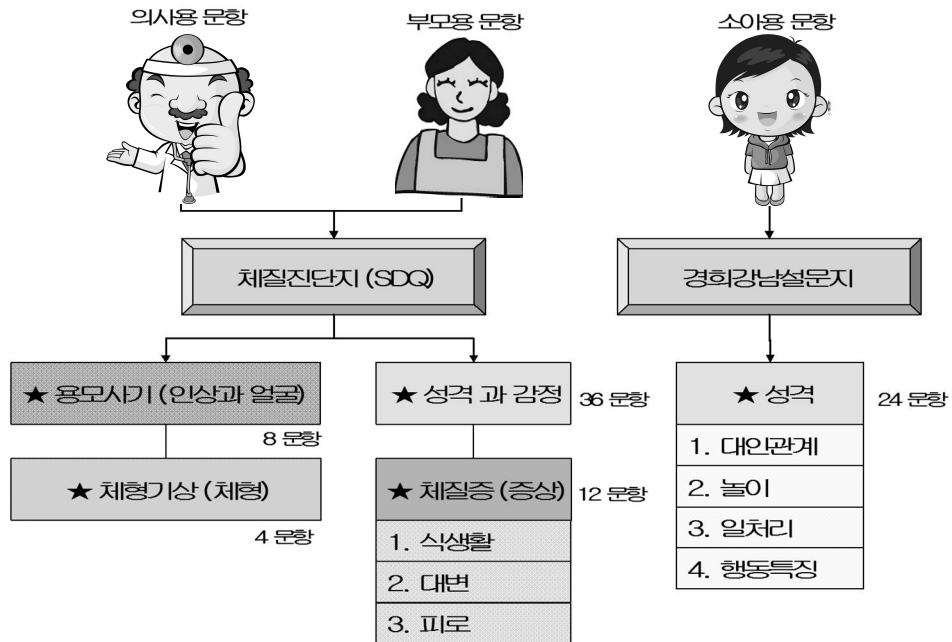 의사용 문항
부모용 문항
소아용 문항
체질진단지 (SDQ)
경희강남설문지
★ 용모사기 (인상과 얼굴)
8 문항
★ 체형기상 (체형)
4 문항
★ 성격 과 감정
36 문항
★ 체질증 (증상)
12 문항
1. 식생활
2. 대변
3. 피로
★ 성격
24 문항
1. 대인관계
2. 놀이
3. 일처리
4. 행동특징